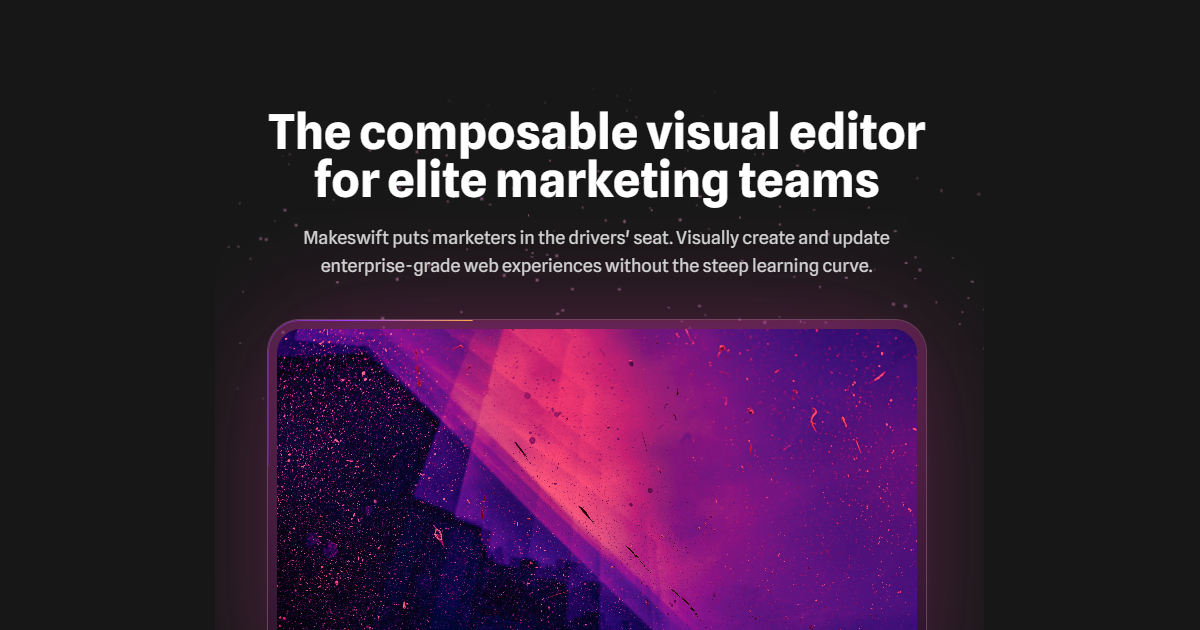 The composable visual editor
for elite marketing teams
Makeswift puts marketers in the drivers' seat. Visually create and update
enterprise-grade web experiences without the steep learning curve.